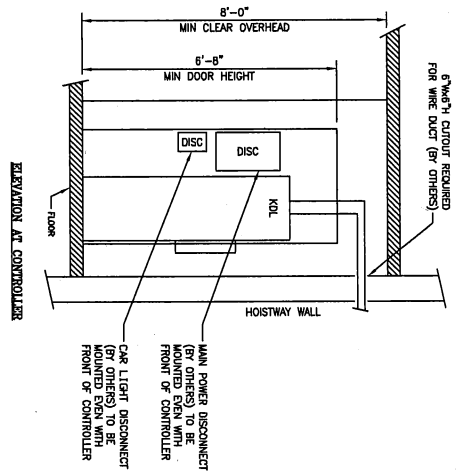 8'-0"
MIN CLEAR OVERHEAD
6'-8"
MIN DOOR HEIGHT
6"Wx6"H CUTOUT REQUIRED
FOR WIRE DUCT (BY OTHERS)
DISC
DISC
KDL
FLOOR
HOISTWAY WALL
MAIN POWER DISCONNECT
(BY OTHERS) TO BE
MOUNTED EVEN WITH
FRONT OF CONTROLLER
CAR LIGHT DISCONNECT
(BY OTHERS) TO BE
MOUNTED EVEN WITH
FRONT OF CONTROLLER
ELEVATION AT CONTROLLER